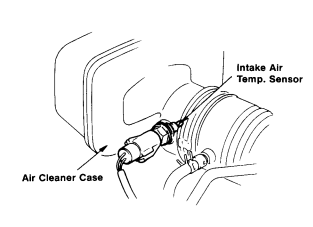 Intake Air
Temp. Sensor
Air Cleaner Case